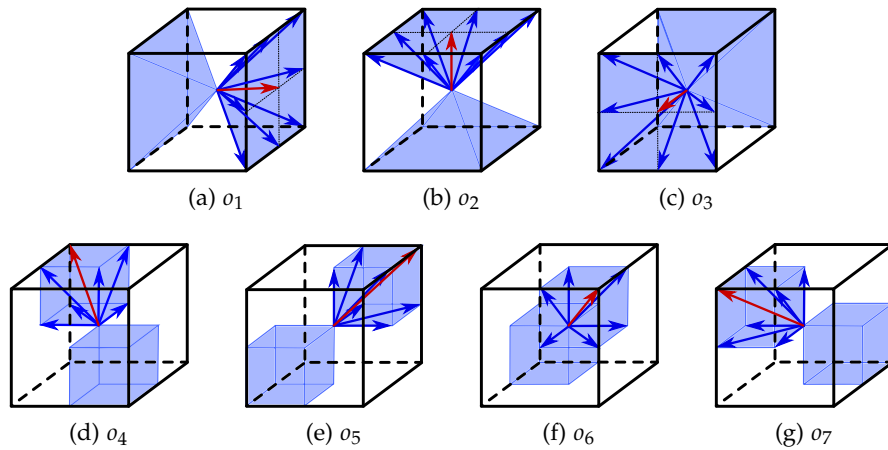 (a) o₁
(b) o₂
(c) o₃
(d) o₄
(e) o₅
(f) o₆
(g) o₇